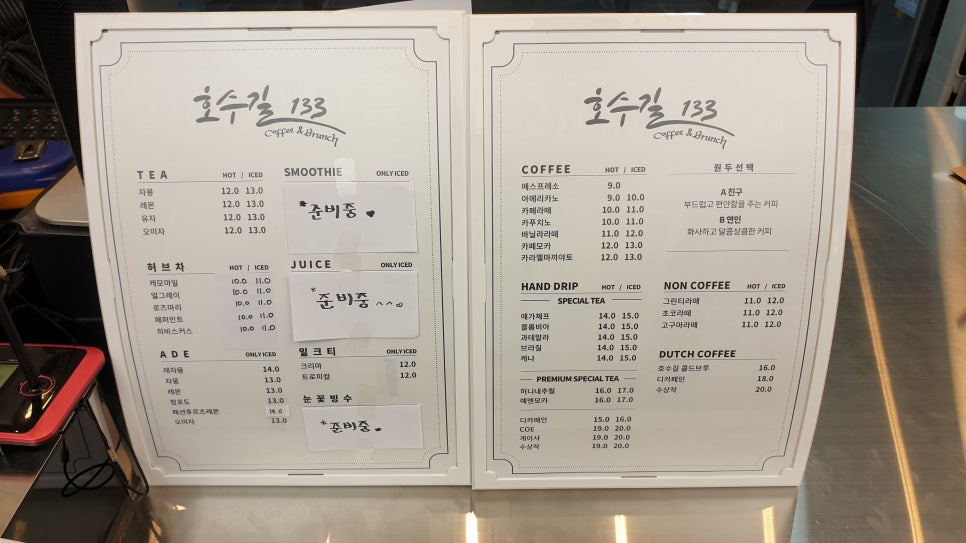 호수길 133
Coffee & Brunch
TEA HOT / ICED
자몽 12.0 13.0
레몬 12.0 13.0
유자 12.0 13.0
오미자 12.0 13.0
허브차 HOT / ICED
캐모마일 10.0 11.0
얼그레이 10.0 11.0
로즈마리 10.0 11.0
페퍼민트 10.0 11.0
히비스커스 10.0 11.0
ADE ONLY ICED
레자몽 14.0
자몽 13.0
레몬 13.0
청포도 13.0
패션후르츠레몬 14.0
오미자 13.0
SMOOTHIE ONLY ICED
*준비중 ♥
JUICE ONLY ICED
*준비중~~
밀크티 ONLY ICED
크리마 12.0
트로피컬 12.0
눈꽃빙수
*준비중
호수길 133
Coffee & Brunch
COFFEE HOT / ICED
에스프레소 9.0
아메리카노 9.0 10.0
카페라떼 10.0 11.0
카푸치노 10.0 11.0
바닐라라떼 11.0 12.0
카페모카 12.0 13.0
카라멜마끼아또 12.0 13.0
HAND DRIP HOT / ICED
SPECIAL TEA
예가체프 14.0 15.0
콜롬비아 14.0 15.0
과테말라 14.0 15.0
브라질 14.0 15.0
케냐 14.0 15.0
PREMIUM SPECIAL TEA
허니내추럴 16.0 17.0
예멘모카 16.0 17.0
디카페인 15.0 16.0
COE 19.0 20.0
게이샤 19.0 20.0
수상작 19.0 20.0
원두선택
A 친구
부드럽고 편안함을 주는 커피
B 연인
화사하고 달콤상큼한 커피
NON COFFEE HOT / ICED
그린티라떼 11.0 12.0
초코라떼 11.0 12.0
고구마라떼 11.0 12.0
DUTCH COFFEE
호수길 콜드브루 16.0
디카페인 18.0
수상작 20.0